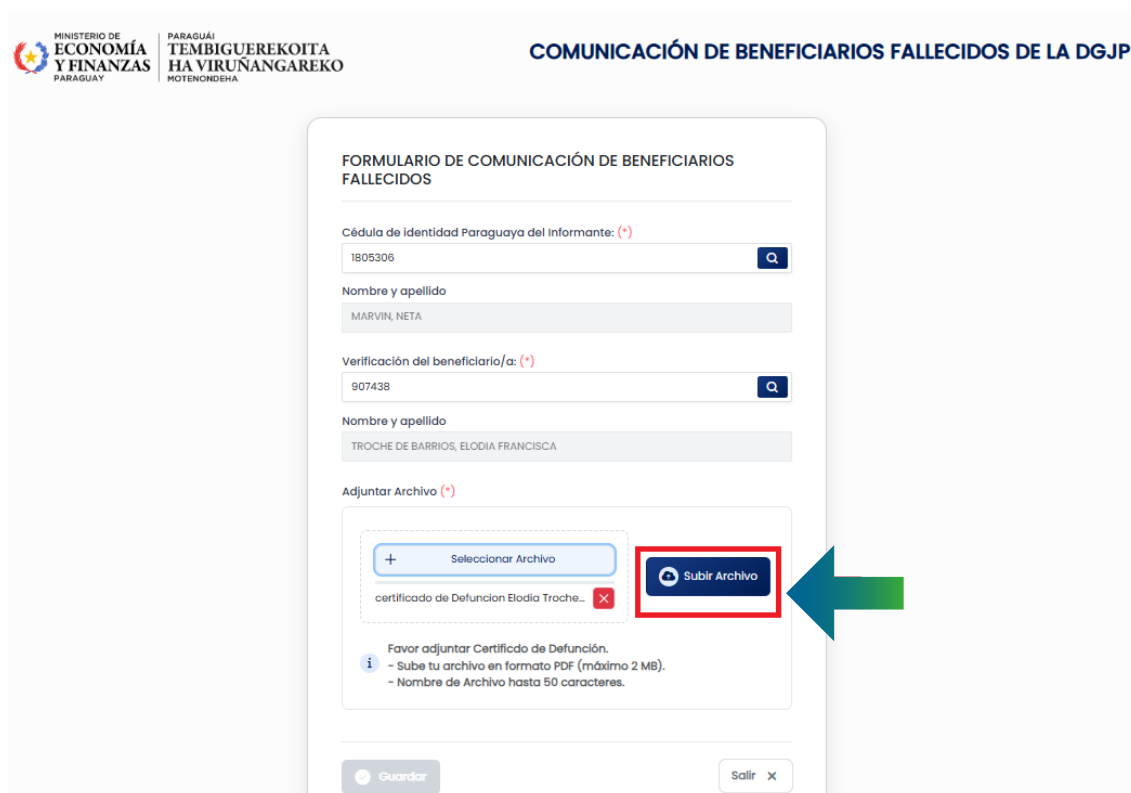 MINISTERIO DE
ECONOMÍA
Y FINANZAS
PARAGUAY
PARAGUÁI
TEMBIGUEREKOITA
HA VIRUÑANGAREKO
MOTENONDEHA
COMUNICACIÓN DE BENEFICIARIOS FALLECIDOS DE LA DGJP
FORMULARIO DE COMUNICACIÓN DE BENEFICIARIOS
FALLECIDOS
Cédula de identidad Paraguaya del Informante: (*)
1805306
Nombre y apellido
MARVIN, NETA
Verificación del beneficiario/a: (*)
907438
Nombre y apellido
TROCHE DE BARRIOS, ELODIA FRANCISCA
Adjuntar Archivo (*)
+ Seleccionar Archivo
Subir Archivo
certificado de Defuncion Elodia Troche...
Favor adjuntar Certificdo de Defunción.
- Sube tu archivo en formato PDF (máximo 2 MB).
- Nombre de Archivo hasta 50 caracteres.
Guardar
Salir X